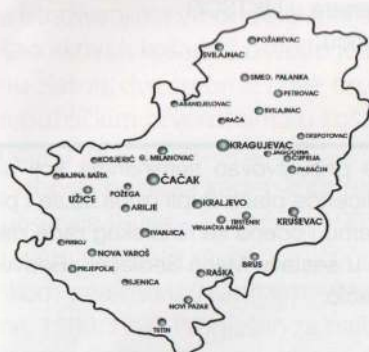 POŽAREVAC
SVILAJNAC
SMED. PALANKA
PETROVAC
ARANDJELOVAC
SVILAJNAC
RAČA
DESPOTOVAC
KRAGUJEVAC
JAGODINA
ĆUPRIJA
PARAĆIN
KOSJERIĆ
G. MILANOVAC
BAJINA BAŠTA
ČAČAK
UŽICE
POŽEGA
ARILJE
KRALJEVO
TRSTENIK
KRUŠEVAC
VRNJAČKA BANJA
IVANJICA
PRIBOJ
NOVA VAROŠ
BRUS
PRIJEPOLJE
RAŠKA
SJENICA
NOVI PAZAR
TUTIN